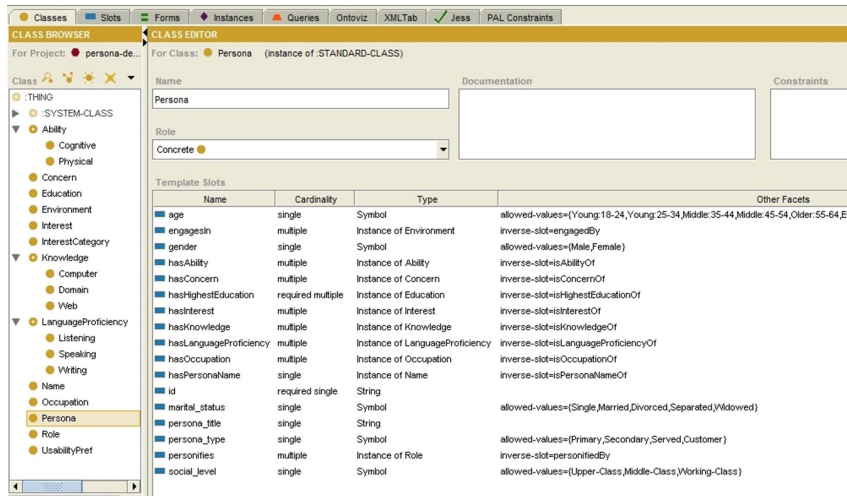 Classes Slots Forms Instances Queries Ontoviz XMLTab Jess PAL Constraints
CLASS BROWSER
For Project: persona-de...
Class
:THING
:SYSTEM-CLASS
Ability
Cognitive
Physical
Concern
Education
Environment
Interest
InterestCategory
Knowledge
Computer
Domain
Web
LanguageProficiency
Listening
Speaking
Writing
Name
Occupation
Persona
Role
UsabilityPref
CLASS EDITOR
For Class: Persona (instance of :STANDARD-CLASS)
Name Documentation Constraints
Persona
Role
Concrete
Template Slots
Name Cardinality Type Other Facets
age single Symbol allowed-values={Young:18-24,Young:25-34,Middle:35-44,Middle:45-54,Older:55-64,E
engagesIn multiple Instance of Environment inverse-slot=engagedBy
gender single Symbol allowed-values={Male,Female}
hasAbility multiple Instance of Ability inverse-slot=isAbilityOf
hasConcern multiple Instance of Concern inverse-slot=isConcernOf
hasHighestEducation required multiple Instance of Education inverse-slot=isHighestEducationOf
hasInterest multiple Instance of Interest inverse-slot=isInterestOf
hasKnowledge multiple Instance of Knowledge inverse-slot=isKnowledgeOf
hasLanguageProficiency multiple Instance of LanguageProficiency inverse-slot=isLanguageProficiencyOf
hasOccupation multiple Instance of Occupation inverse-slot=isOccupationOf
hasPersonaName single Instance of Name inverse-slot=isPersonaNameOf
id required single String
marital_status single Symbol allowed-values={Single,Married,Divorced,Separated,Widowed}
persona_title single String
persona_type single Symbol allowed-values={Primary,Secondary,Served,Customer}
personifies multiple Instance of Role inverse-slot=personifiedBy
social_level single Symbol allowed-values={Upper-Class,Middle-Class,Working-Class}